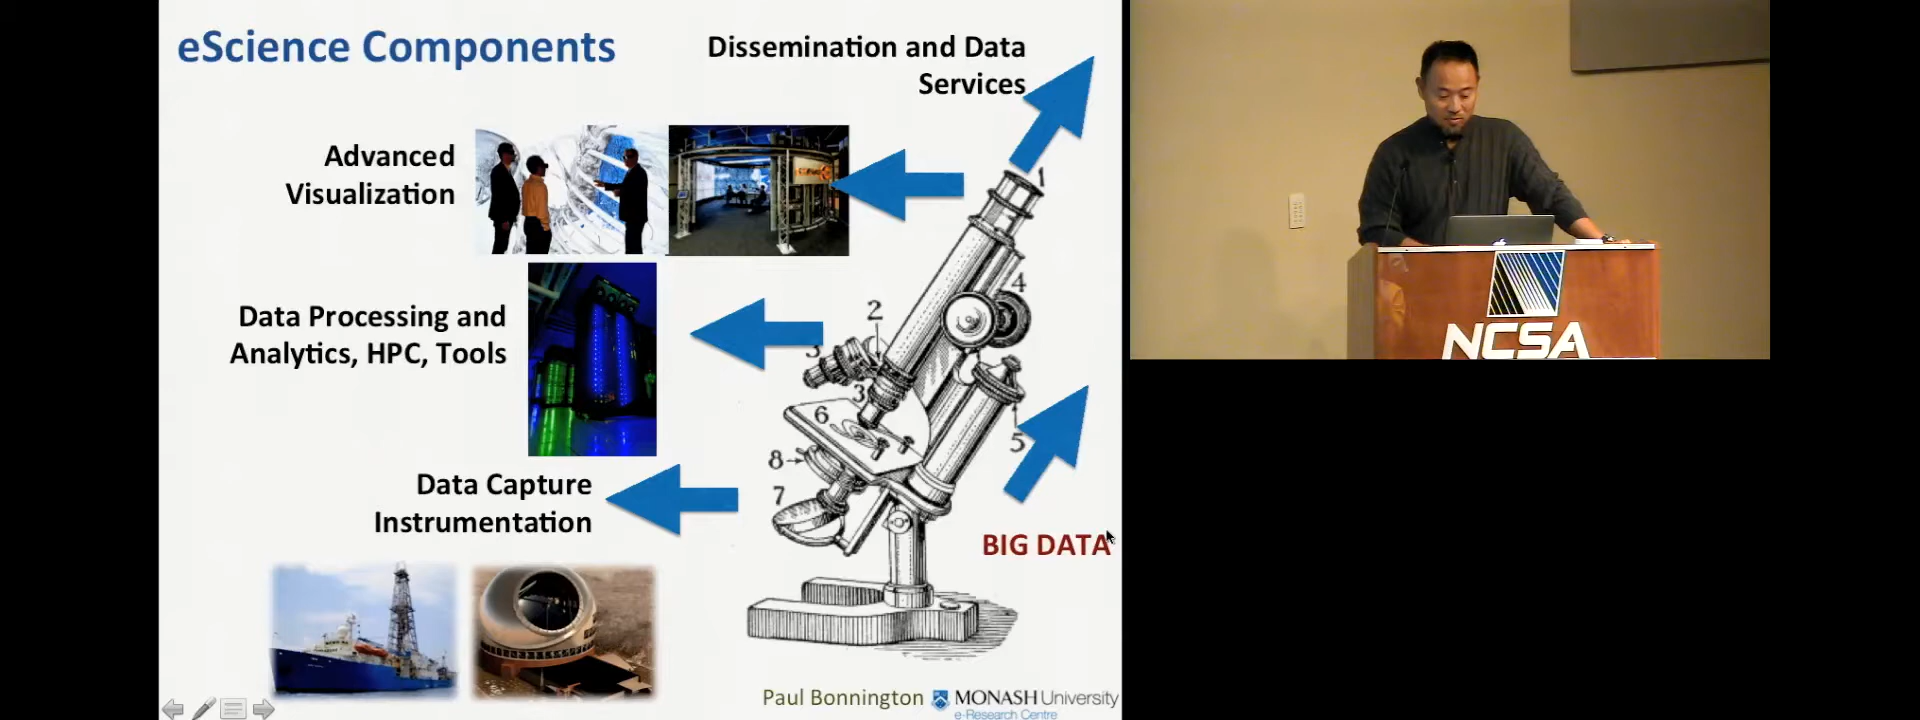 eScience Components
Dissemination and Data
Services
Advanced
Visualization
Data Processing and
Analytics, HPC, Tools
Data Capture
Instrumentation
1
4
2
3
3
6
5
8
7
BIG DATA
Paul Bonnington
MONASH University
e-Research Centre
NCSA